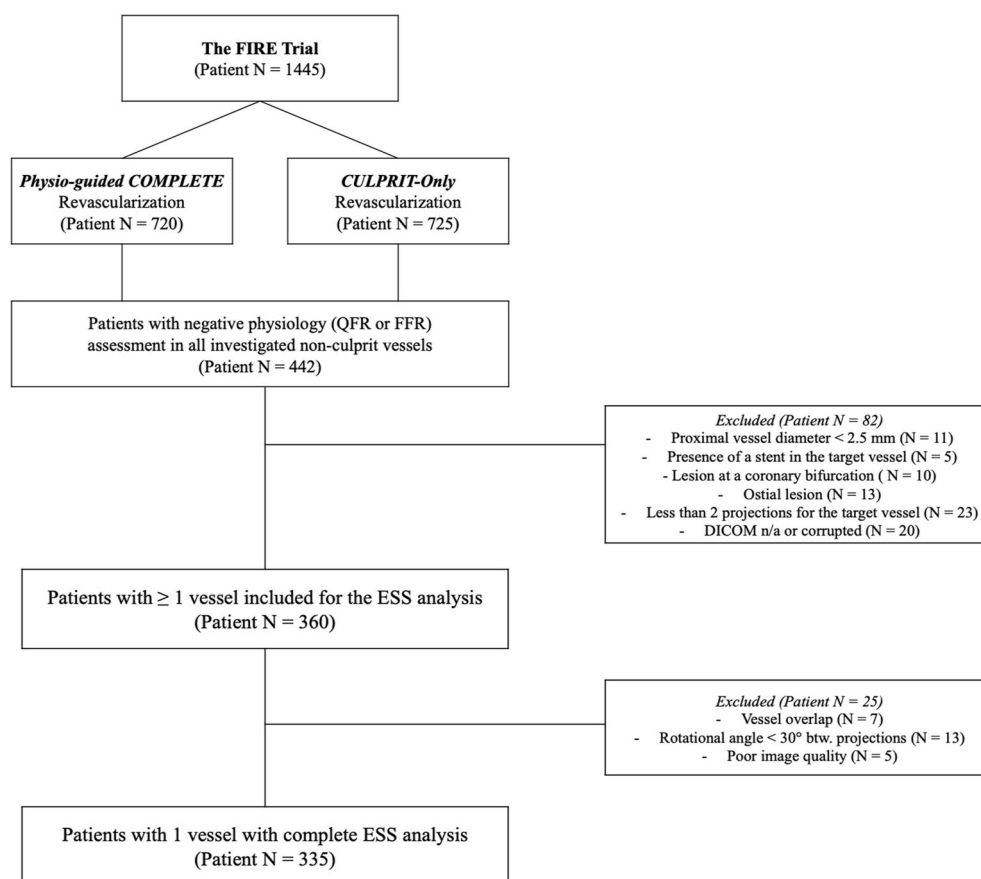 The FIRE Trial
(Patient N = 1445)
Physio-guided COMPLETE
Revascularization
(Patient N = 720)
CULPRIT-Only
Revascularization
(Patient N = 725)
Patients with negative physiology (QFR or FFR)
assessment in all investigated non-culprit vessels
(Patient N = 442)
Excluded (Patient N = 82)
- Proximal vessel diameter < 2.5 mm (N = 11)
- Presence of a stent in the target vessel (N = 5)
- Lesion at a coronary bifurcation ( N = 10)
- Ostial lesion (N = 13)
- Less than 2 projections for the target vessel (N = 23)
- DICOM n/a or corrupted (N = 20)
Patients with ≥ 1 vessel included for the ESS analysis
(Patient N = 360)
Excluded (Patient N = 25)
- Vessel overlap (N = 7)
- Rotational angle < 30° btw. projections (N = 13)
- Poor image quality (N = 5)
Patients with 1 vessel with complete ESS analysis
(Patient N = 335)